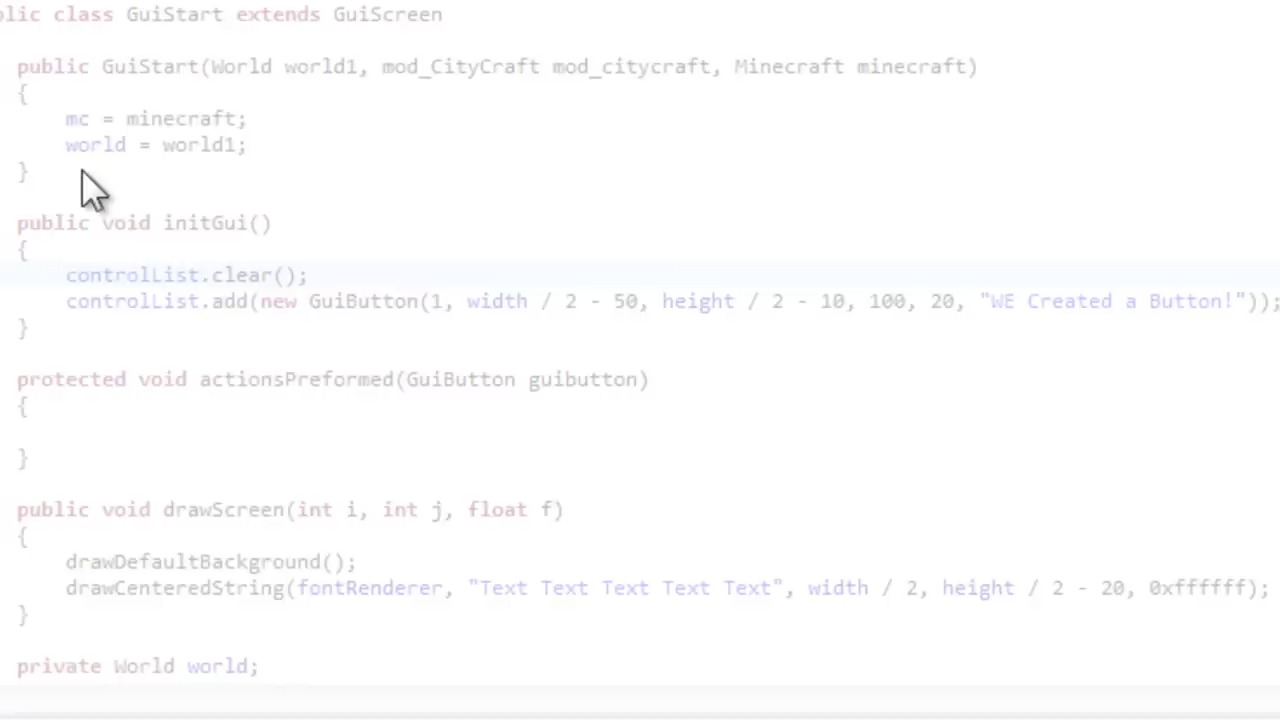 olic class GuiStart extends GuiScreen
public GuiStart(World world1, mod_CityCraft mod_citycraft, Minecraft minecraft)
{
mc = minecraft;
world = world1;
}
public void initGui()
{
controlList.clear();
controlList.add(new GuiButton(1, width / 2 - 50, height / 2 - 10, 100, 20, "WE Created a Button!"));
}
protected void actionsPreformed(GuiButton guibutton)
{
}
public void drawScreen(int i, int j, float f)
{
drawDefaultBackground();
drawCenteredString(fontRenderer, "Text Text Text Text Text", width / 2, height / 2 - 20, 0xffffff);
}
private World world;